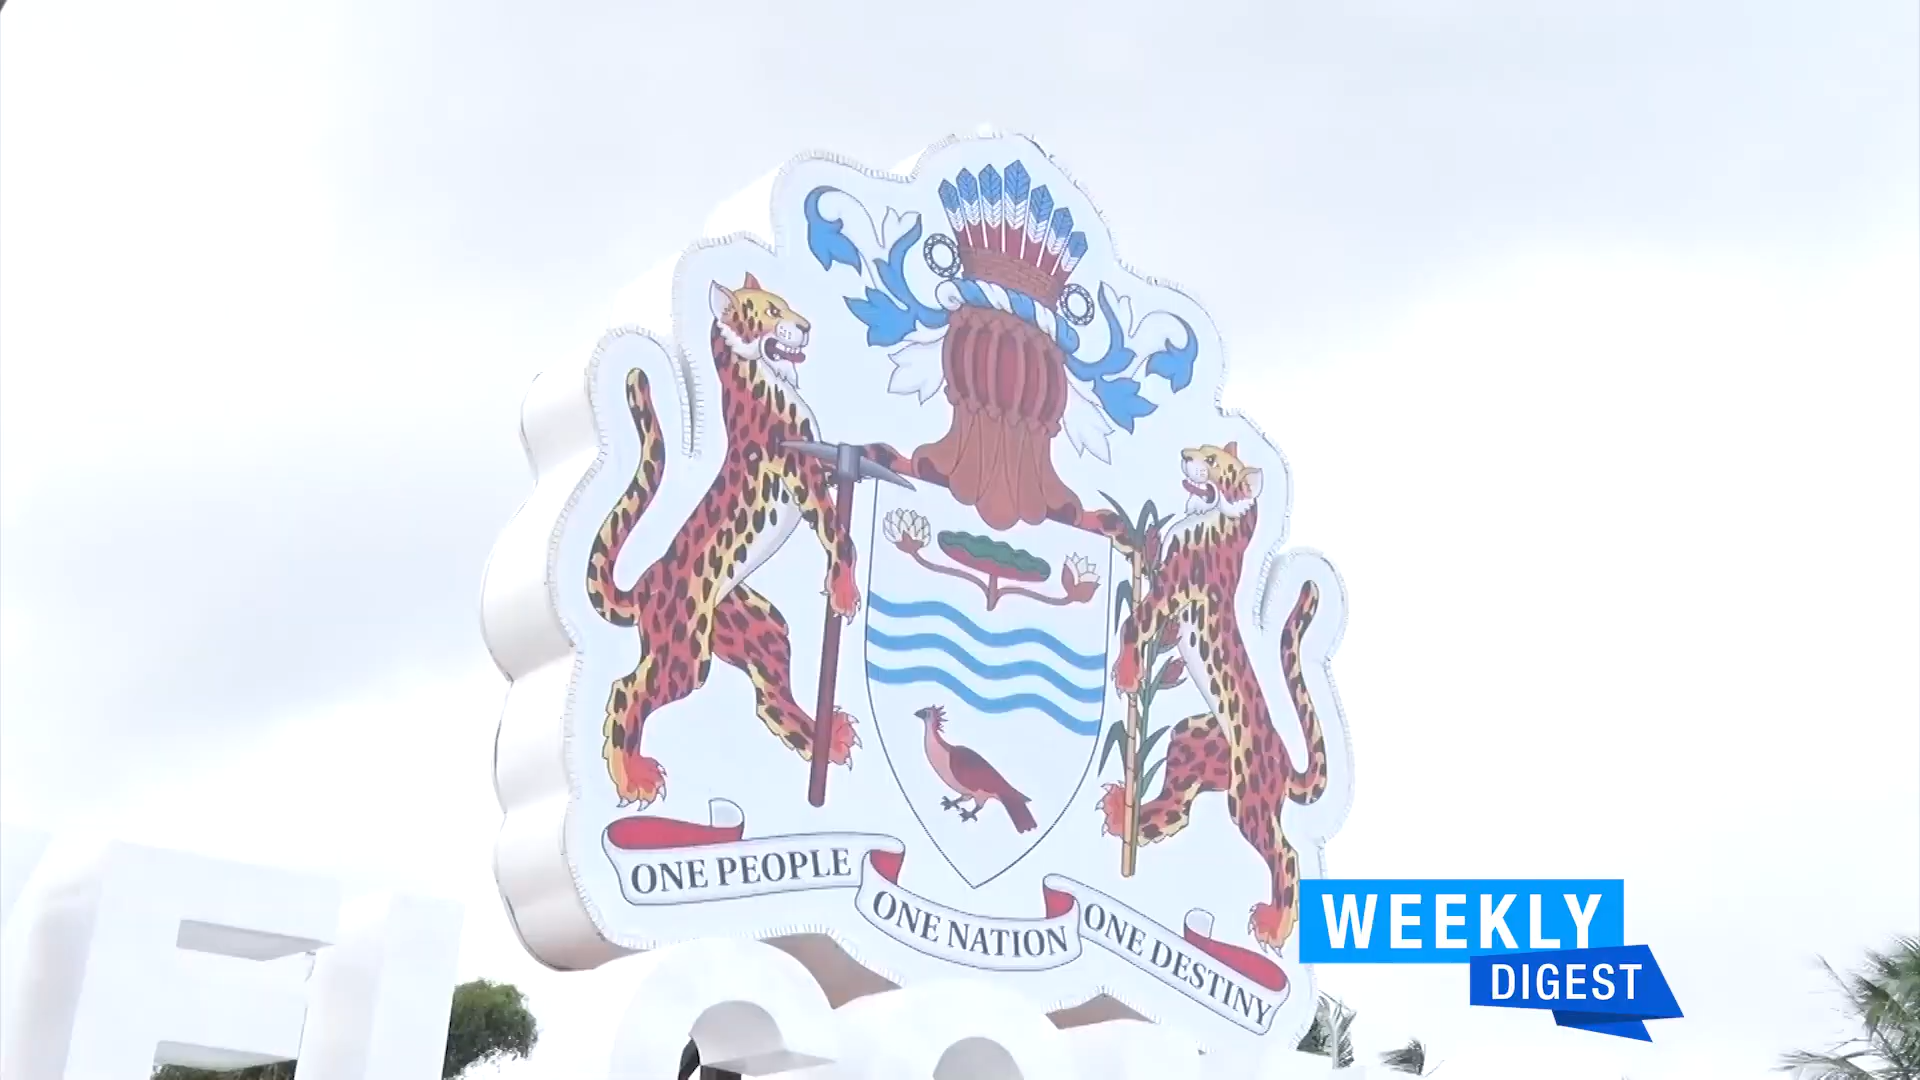 ONE PEOPLE
ONE NATION
ONE DESTINY
WEEKLY
DIGEST